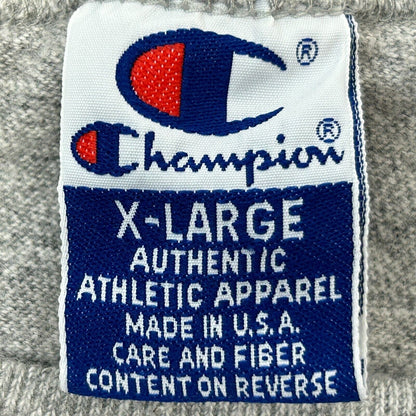 ®
Champion®
X-LARGE
AUTHENTIC
ATHLETIC APPAREL
MADE IN U.S.A.
CARE AND FIBER
CONTENT ON REVERSE